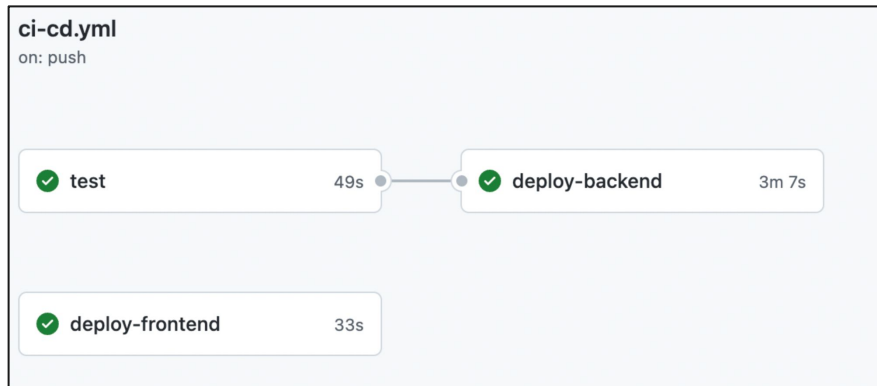 ci-cd.yml
on: push
test 49s deploy-backend 3m 7s
deploy-frontend 33s